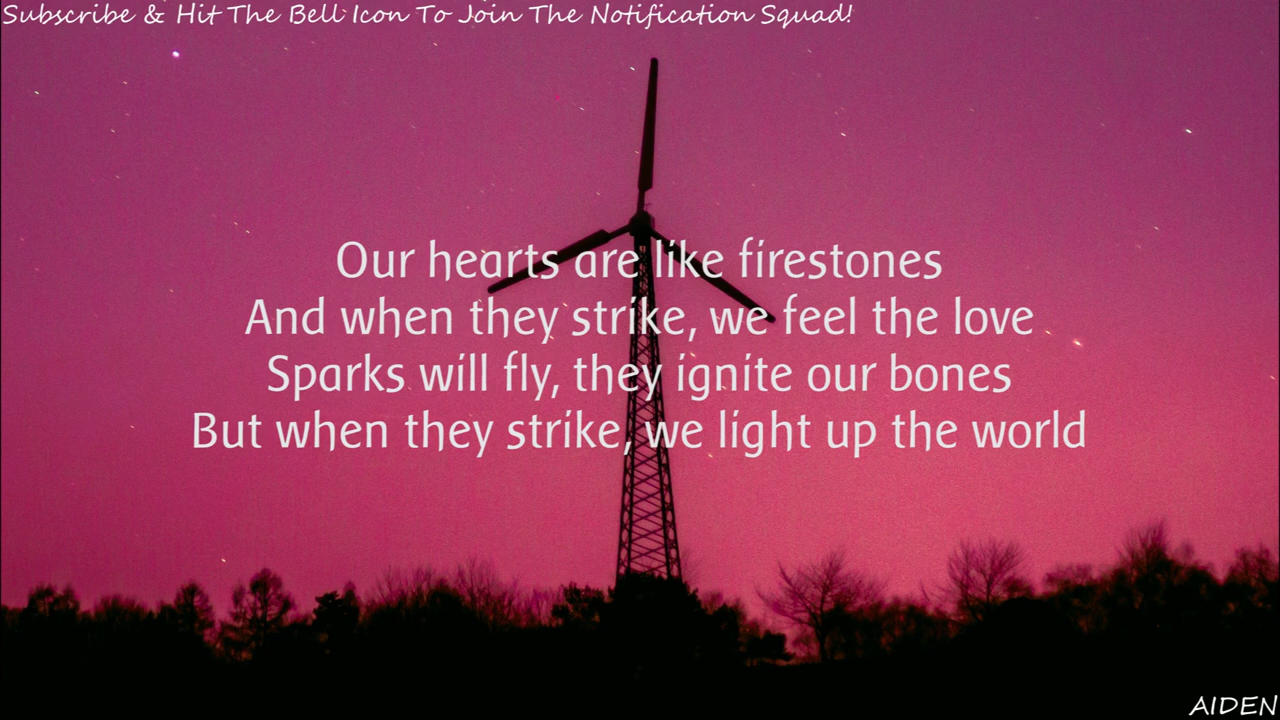 Subscribe & Hit The Bell Icon To Join The Notification Squad!
Our hearts are like firestones
And when they strike, we feel the love
Sparks will fly, they ignite our bones
But when they strike, we light up the world
AIDEN